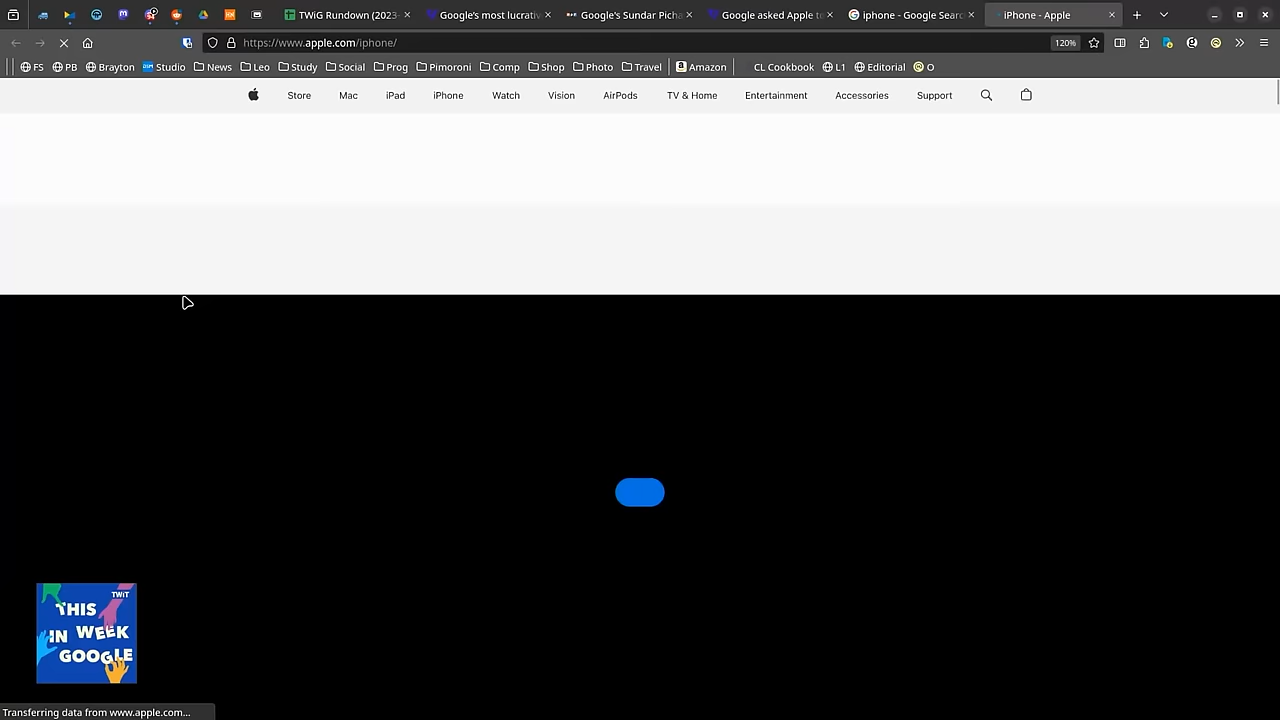 TWiG Rundown (2023-
Google's most lucrativ
Google's Sundar Picha
Google asked Apple to
iphone - Google Searc
iPhone - Apple
https://www.apple.com/iphone/
120%
FS PB Brayton Studio News Leo Study Social Prog Pimoroni Comp Shop Photo Travel Amazon CL Cookbook L1 Editorial O
Store Mac iPad iPhone Watch Vision AirPods TV & Home Entertainment Accessories Support
TWiT
THIS
IN WEEK
GOOGLE
Transferring data from www.apple.com...